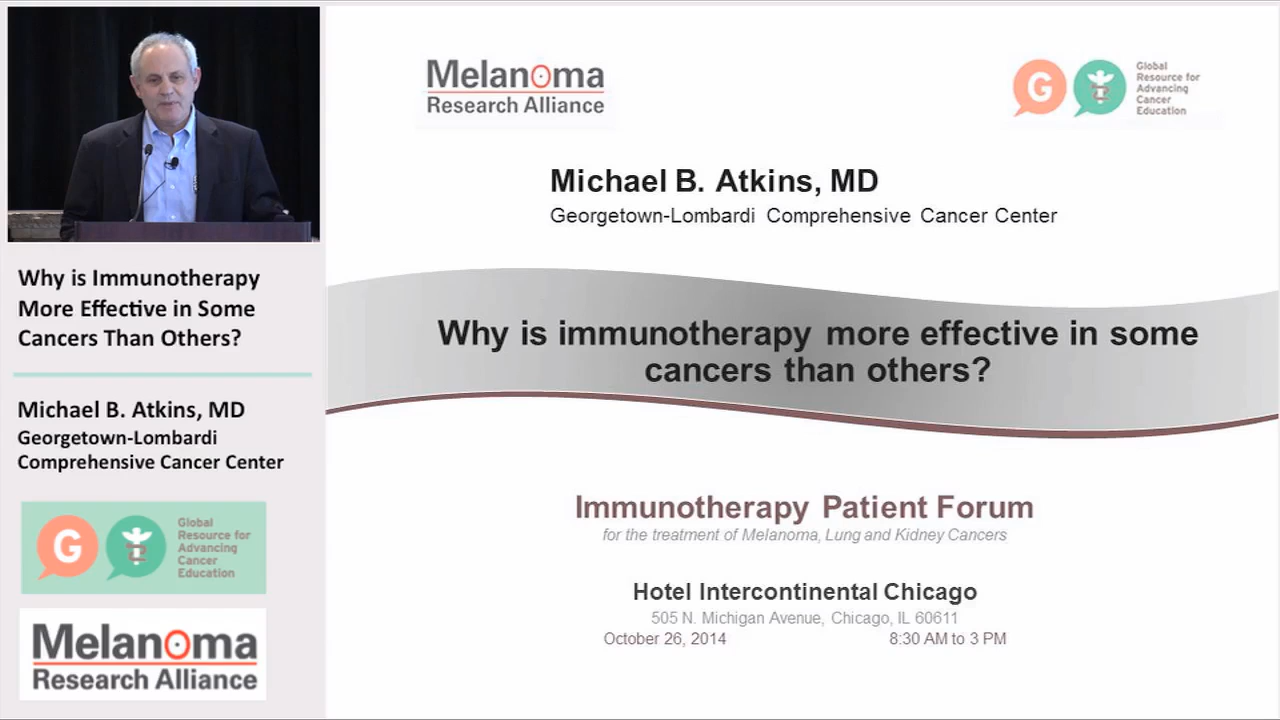 Why is Immunotherapy
More Effective in Some
Cancers Than Others?
Michael B. Atkins, MD
Georgetown-Lombardi
Comprehensive Cancer Center
G
Global
Resource for
Advancing
Cancer
Education
Melanoma
Research Alliance
Melanoma
Research Alliance
G
Global
Resource for
Advancing
Cancer
Education
Michael B. Atkins, MD
Georgetown-Lombardi Comprehensive Cancer Center
Why is immunotherapy more effective in some
cancers than others?
Immunotherapy Patient Forum
for the treatment of Melanoma, Lung and Kidney Cancers
Hotel Intercontinental Chicago
505 N. Michigan Avenue, Chicago, IL 60611
October 26, 2014 8:30 AM to 3 PM